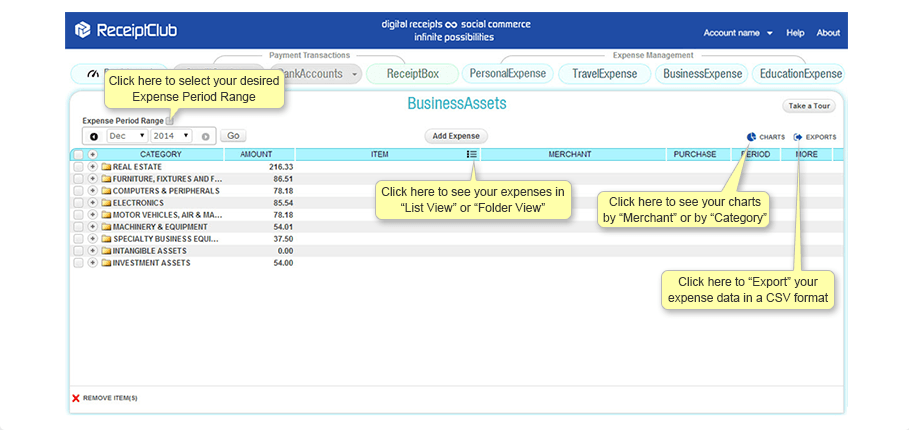 ReceiptClub
digital receipts ∞ social commerce
infinite possibilities
Account name ▼ Help About
Payment Transactions
Expense Management
BankAccounts
ReceiptBox
PersonalExpense
TravelExpense
BusinessExpense
EducationExpense
Click here to select your desired
Expense Period Range
BusinessAssets
Take a Tour
Expense Period Range
Dec 2014 Go
Add Expense
CHARTS EXPORTS
CATEGORY AMOUNT ITEM MERCHANT PURCHASE PERIOD MORE
REAL ESTATE 216.33
FURNITURE, FIXTURES AND F... 86.51
COMPUTERS & PERIPHERALS 78.18
ELECTRONICS 85.54
MOTOR VEHICLES, AIR & MA... 78.18
MACHINERY & EQUIPMENT 54.01
SPECIALTY BUSINESS EQUI... 37.50
INTANGIBLE ASSETS 0.00
INVESTMENT ASSETS 54.00
Click here to see your expenses in
“List View” or “Folder View”
Click here to see your charts
by “Merchant” or by “Category”
Click here to “Export” your
expense data in a CSV format
REMOVE ITEM(S)